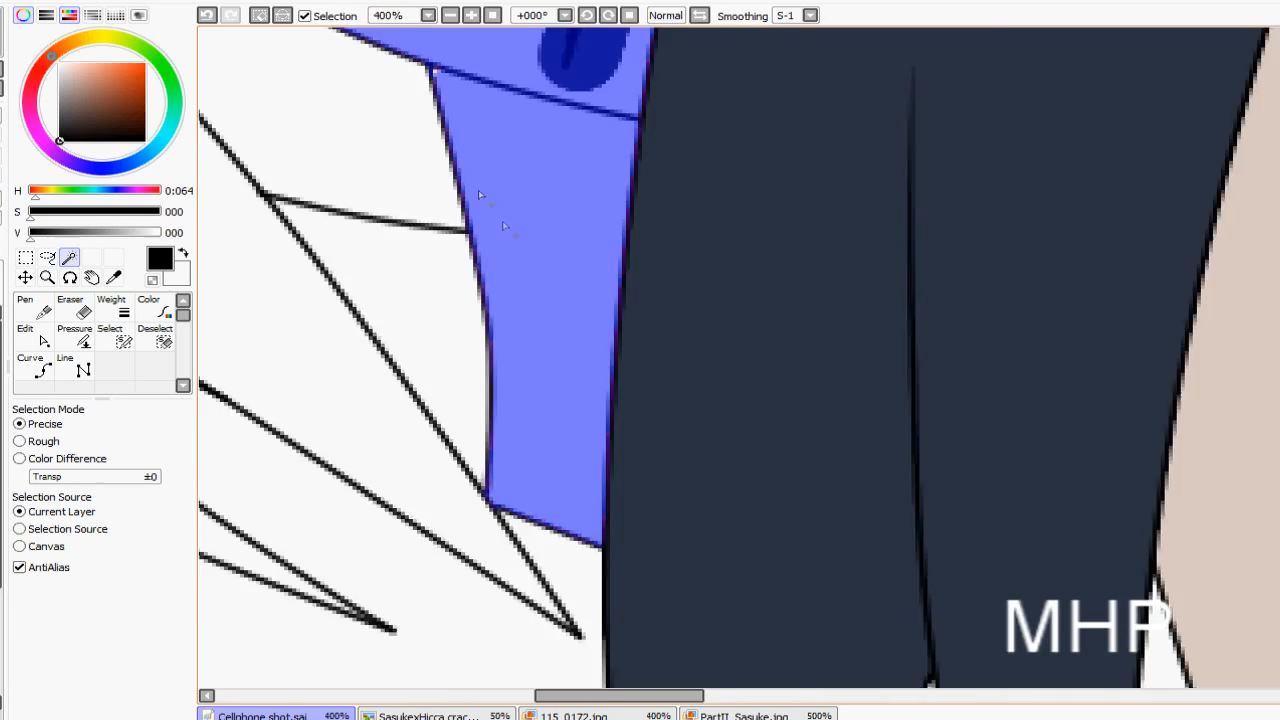 Selection 400% +000° Normal Smoothing S-1
H 0:064
S 000
V 000
Pen Eraser Weight Color
Edit Pressure Select Deselect
Curve Line
Selection Mode
Precise
Rough
Color Difference
Transp ±0
Selection Source
Current Layer
Selection Source
Canvas
AntiAlias
MHP
Cellphone shot.sai 400% SasukexHicca crac... 50% 115_0172.jpg 400% PartII_Sasuke.jpg 500%